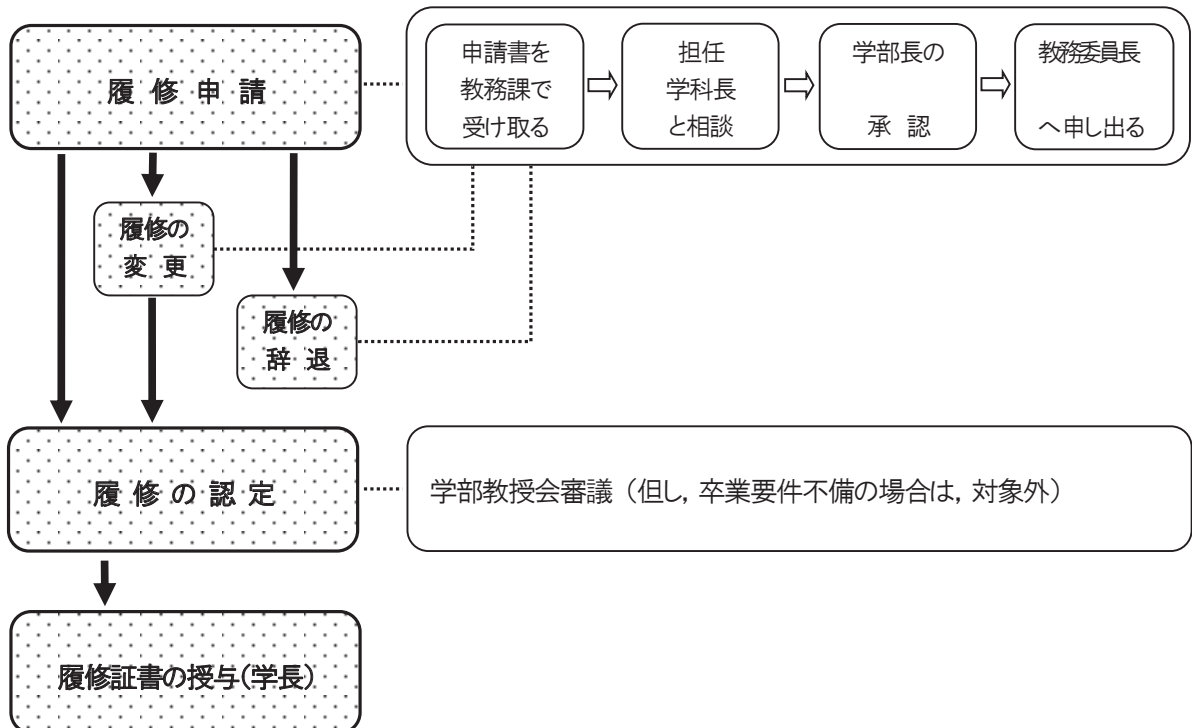 履修申請
申請書を
教務課で
受け取る
担任
学科長
と相談
学部長の
承認
教務委員長
へ申し出る
履修の
変更
履修の
辞退
履修の認定
学部教授会審議（但し，卒業要件不備の場合は，対象外）
履修証書の授与(学長)